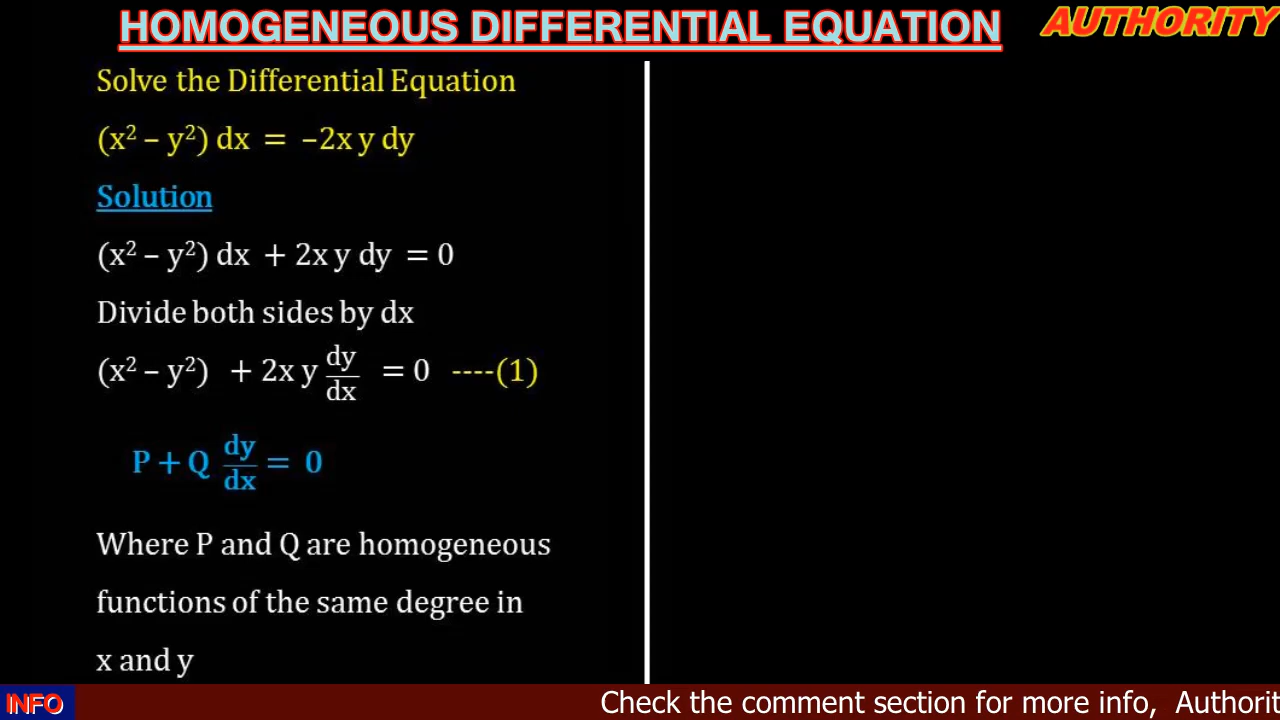 HOMOGENEOUS DIFFERENTIAL EQUATION
AUTHORITY
Solve the Differential Equation
(x² – y²) dx = –2x y dy
Solution
(x² – y²) dx + 2x y dy = 0
Divide both sides by dx
(x² – y²) + 2x y dy/dx = 0 ----(1)
P + Q dy/dx = 0
Where P and Q are homogeneous
functions of the same degree in
x and y
INFO
Check the comment section for more info, Authorit